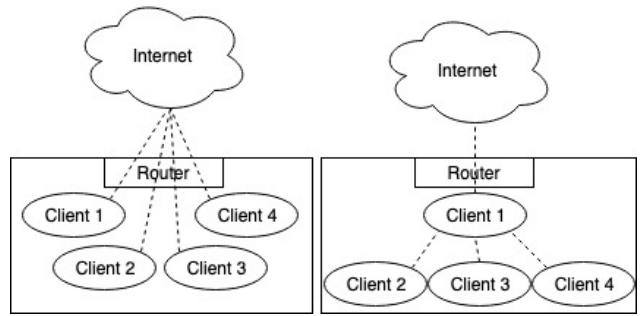 Internet
Router
Client 1
Client 4
Client 2
Client 3
Internet
Router
Client 1
Client 2
Client 3
Client 4